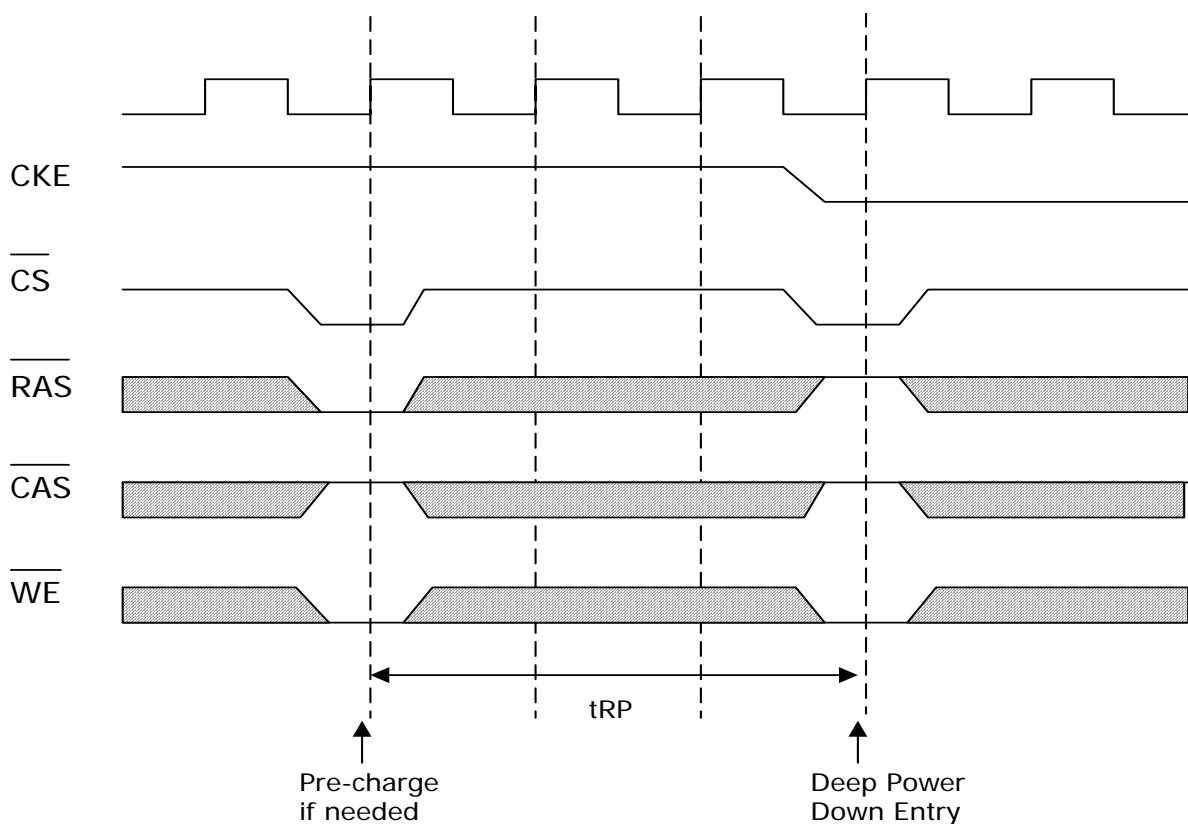 CKE
CS
RAS
CAS
WE
tRP
Pre-charge
if needed
Deep Power
Down Entry